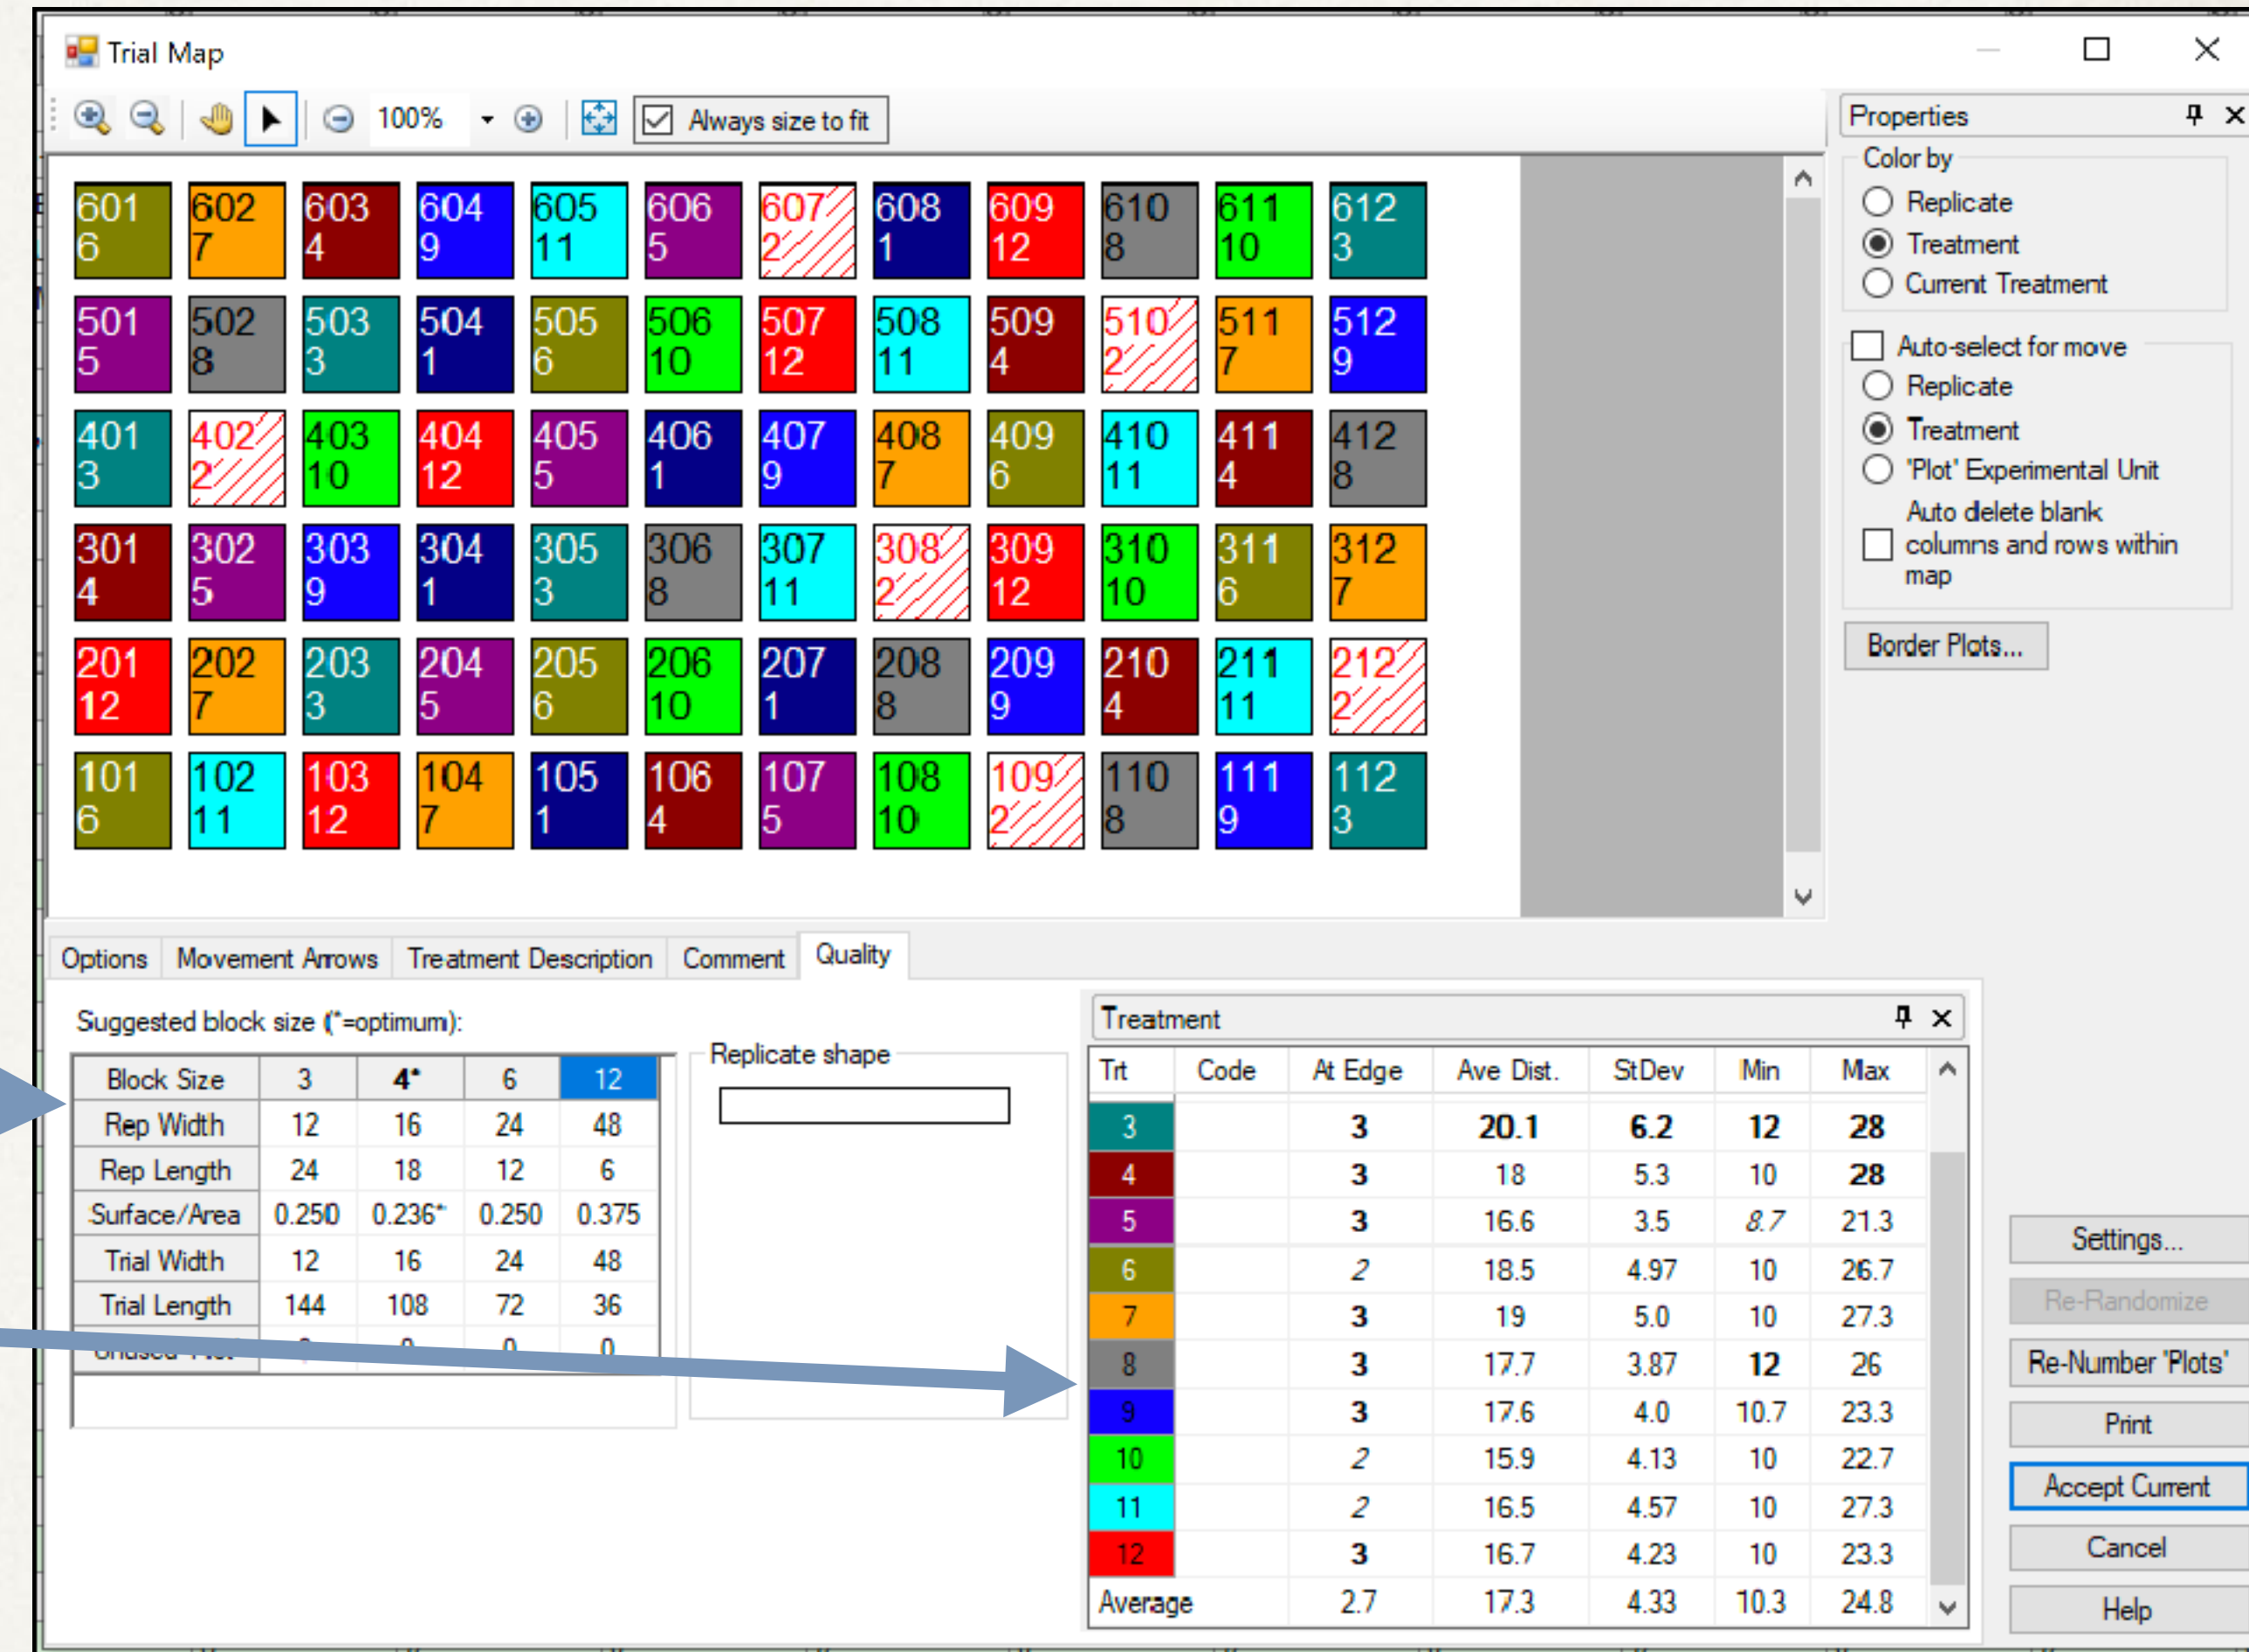 Trial Map
100% Always size to fit
601 602 603 604 605 606 607 608 609 610 611 612
6 7 4 9 11 5 2 1 12 8 10 3
501 502 503 504 505 506 507 508 509 510 511 512
5 8 3 1 6 10 12 11 4 2 7 9
401 402 403 404 405 406 407 408 409 410 411 412
3 2 10 12 5 1 9 7 6 11 4 8
301 302 303 304 305 306 307 308 309 310 311 312
4 5 9 1 3 8 11 2 12 10 6 7
201 202 203 204 205 206 207 208 209 210 211 212
12 7 3 5 6 10 1 8 9 4 11 2
101 102 103 104 105 106 107 108 109 110 111 112
6 11 12 7 1 4 5 10 2 8 9 3
Properties
Color by
Replicate
Treatment
Current Treatment
Auto-select for move
Replicate
Treatment
'Plot' Experimental Unit
Auto delete blank
columns and rows within
map
Border Plots...
Options Movement Arrows Treatment Description Comment Quality
Suggested block size (*=optimum):
Block Size 3 4* 6 12
Rep Width 12 16 24 48
Rep Length 24 18 12 6
Surface/Area 0.250 0.236* 0.250 0.375
Trial Width 12 16 24 48
Trial Length 144 108 72 36
0
Replicate shape
Treatment
Trt Code At Edge Ave Dist. StDev Min Max
3 3 20.1 6.2 12 28
4 3 18 5.3 10 28
5 3 16.6 3.5 8.7 21.3
6 2 18.5 4.97 10 26.7
7 3 19 5.0 10 27.3
8 3 17.7 3.87 12 26
9 3 17.6 4.0 10.7 23.3
10 2 15.9 4.13 10 22.7
11 2 16.5 4.57 10 27.3
12 3 16.7 4.23 10 23.3
Average 2.7 17.3 4.33 10.3 24.8
Settings...
Re-Randomize
Re-Number 'Plots'
Print
Accept Current
Cancel
Help